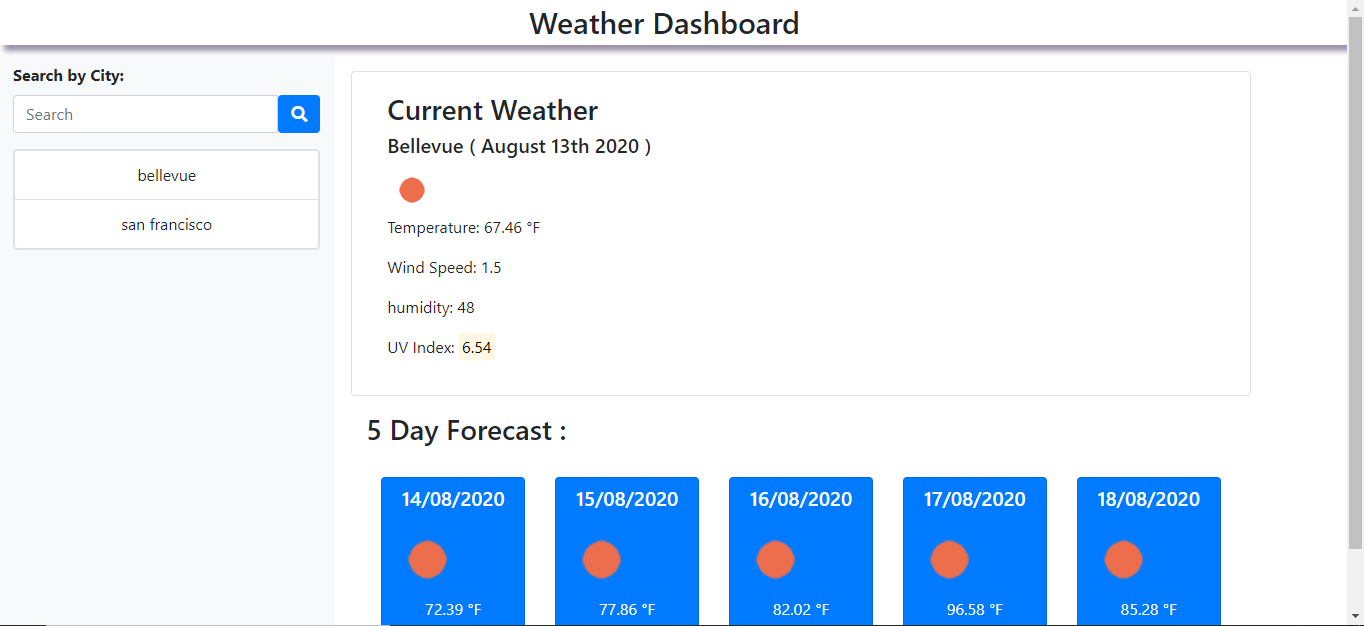 Weather Dashboard
Search by City:
Search
bellevue
san francisco
Current Weather
Bellevue ( August 13th 2020 )
Temperature: 67.46 °F
Wind Speed: 1.5
humidity: 48
UV Index: 6.54
5 Day Forecast :
14/08/2020 15/08/2020 16/08/2020 17/08/2020 18/08/2020
72.39 °F 77.86 °F 82.02 °F 96.58 °F 85.28 °F